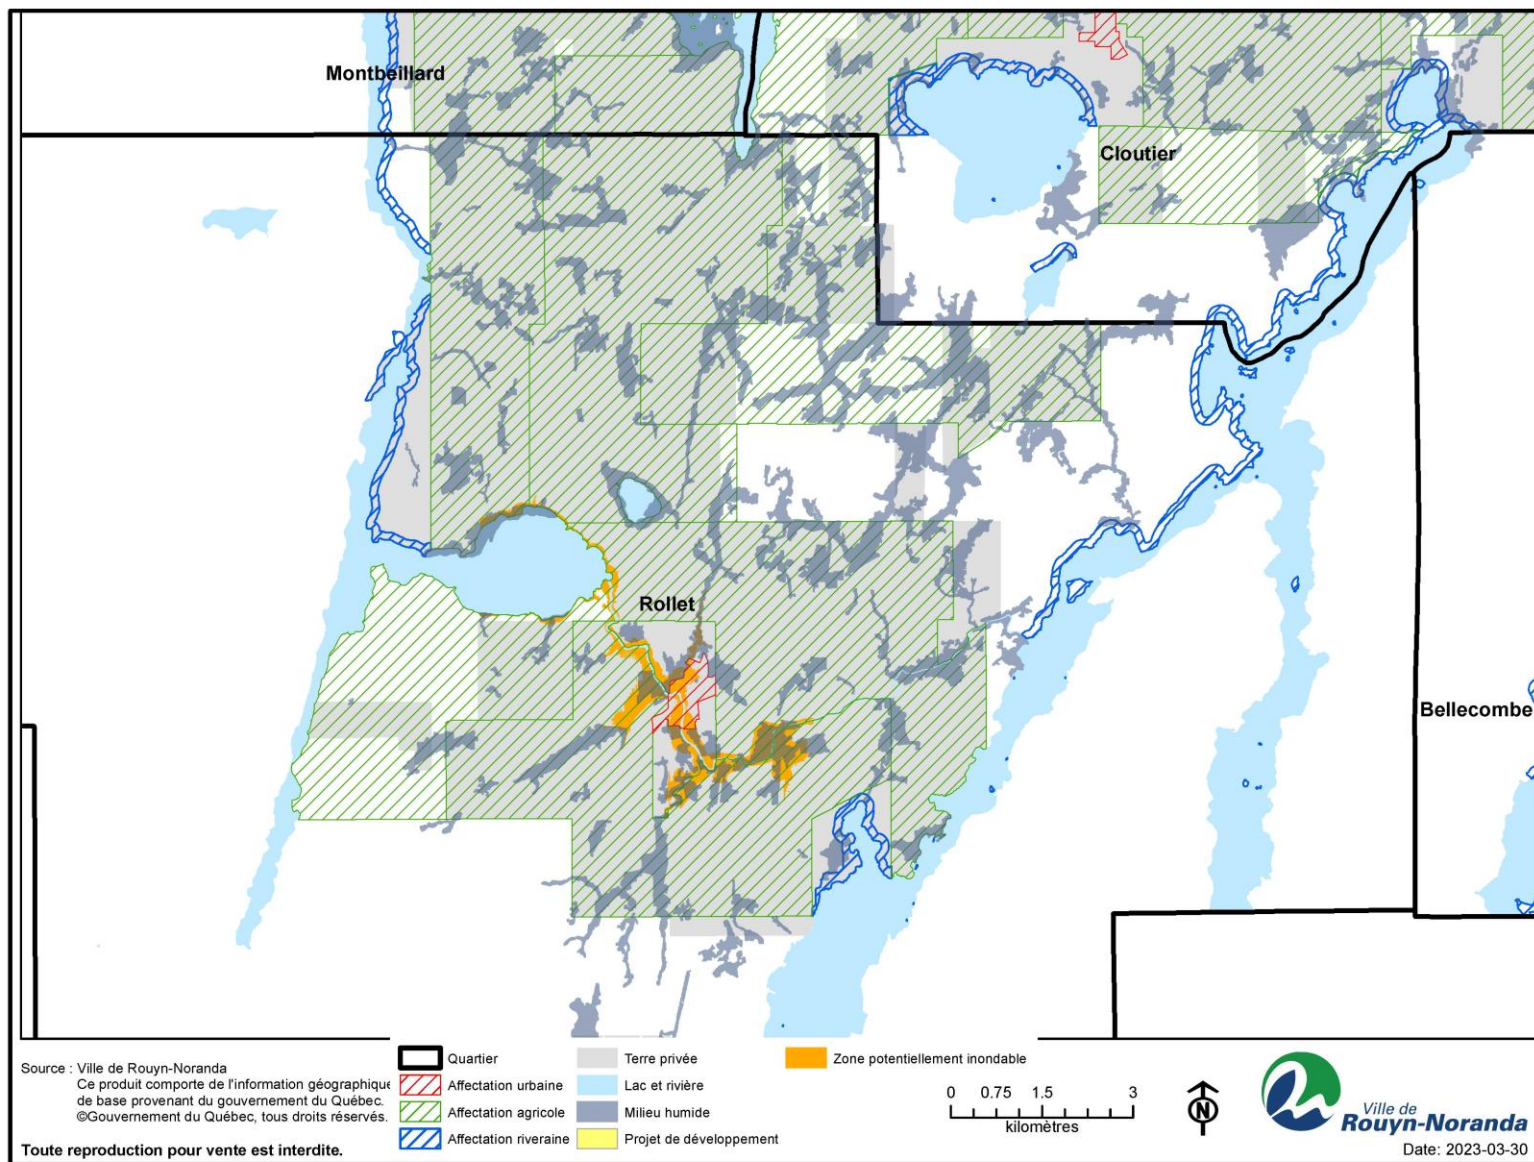 Montbeillard
Cloutier
Rollet
Bellecombe
Source : Ville de Rouyn-Noranda
Ce produit comporte de l'information géographique
de base provenant du gouvernement du Québec.
©Gouvernement du Québec, tous droits réservés.
Toute reproduction pour vente est interdite.
Quartier
Affectation urbaine
Affectation agricole
Affectation riveraine
Terre privée
Lac et rivière
Milieu humide
Projet de développement
Zone potentiellement inondable
0 0.75 1.5 3
kilomètres
N
Ville de
Rouyn-Noranda
Date: 2023-03-30